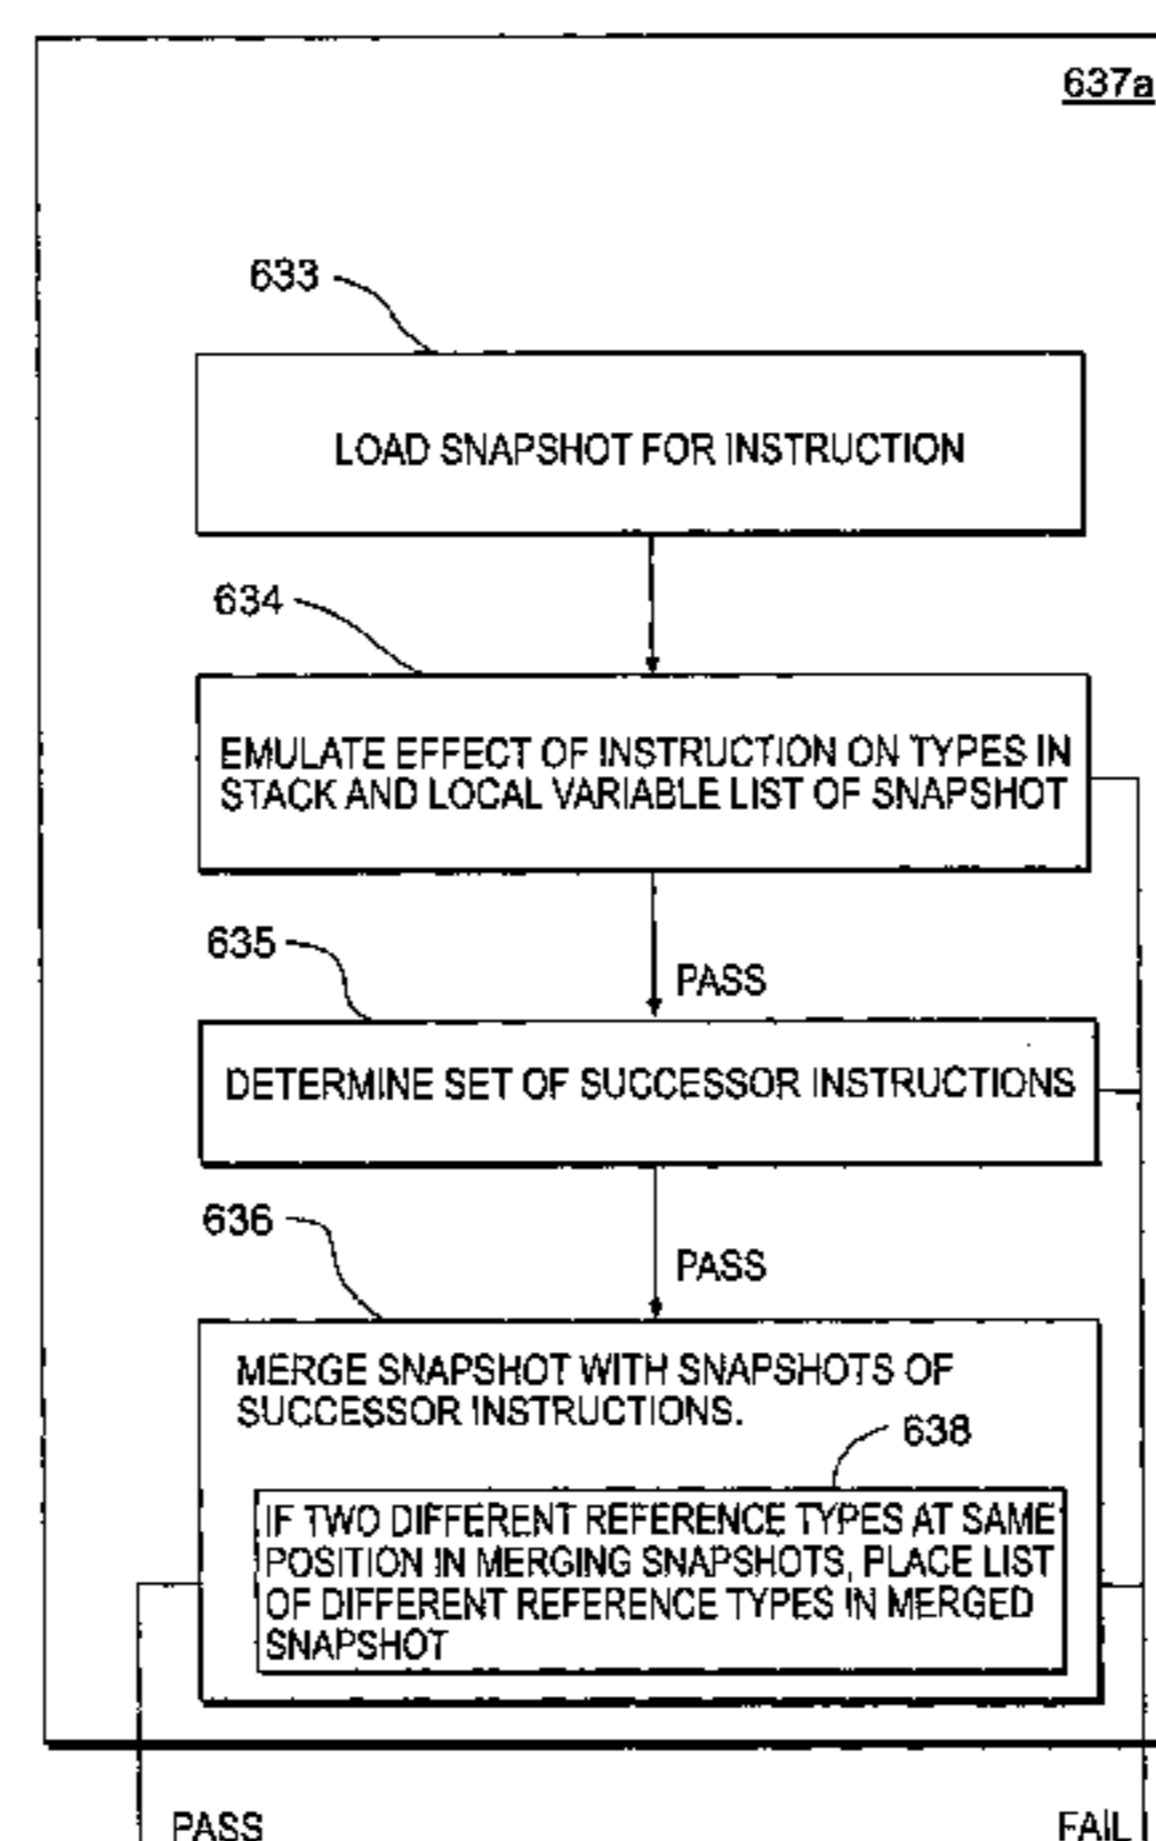 637a
633
LOAD SNAPSHOT FOR INSTRUCTION
634
EMULATE EFFECT OF INSTRUCTION ON TYPES IN
STACK AND LOCAL VARIABLE LIST OF SNAPSHOT
635
PASS
DETERMINE SET OF SUCCESSOR INSTRUCTIONS
636
PASS
MERGE SNAPSHOT WITH SNAPSHOTS OF
SUCCESSOR INSTRUCTIONS.
638
IF TWO DIFFERENT REFERENCE TYPES AT SAME
POSITION IN MERGING SNAPSHOTS, PLACE LIST
OF DIFFERENT REFERENCE TYPES IN MERGED
SNAPSHOT
PASS
FAIL